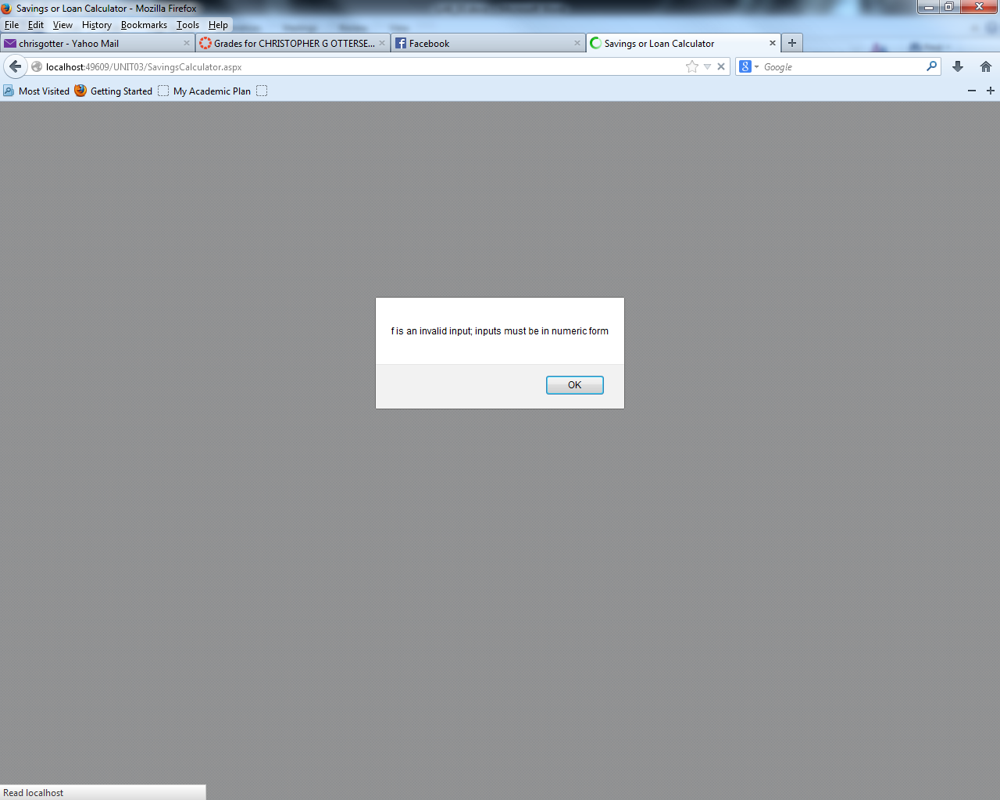 Savings or Loan Calculator - Mozilla Firefox
File Edit View History Bookmarks Tools Help
chrisgotter - Yahoo Mail
Grades for CHRISTOPHER G OTTERSE...
Facebook
Savings or Loan Calculator
localhost:49609/UNIT03/SavingsCalculator.aspx
Google
Most Visited Getting Started My Academic Plan
f is an invalid input; inputs must be in numeric form
OK
Read localhost